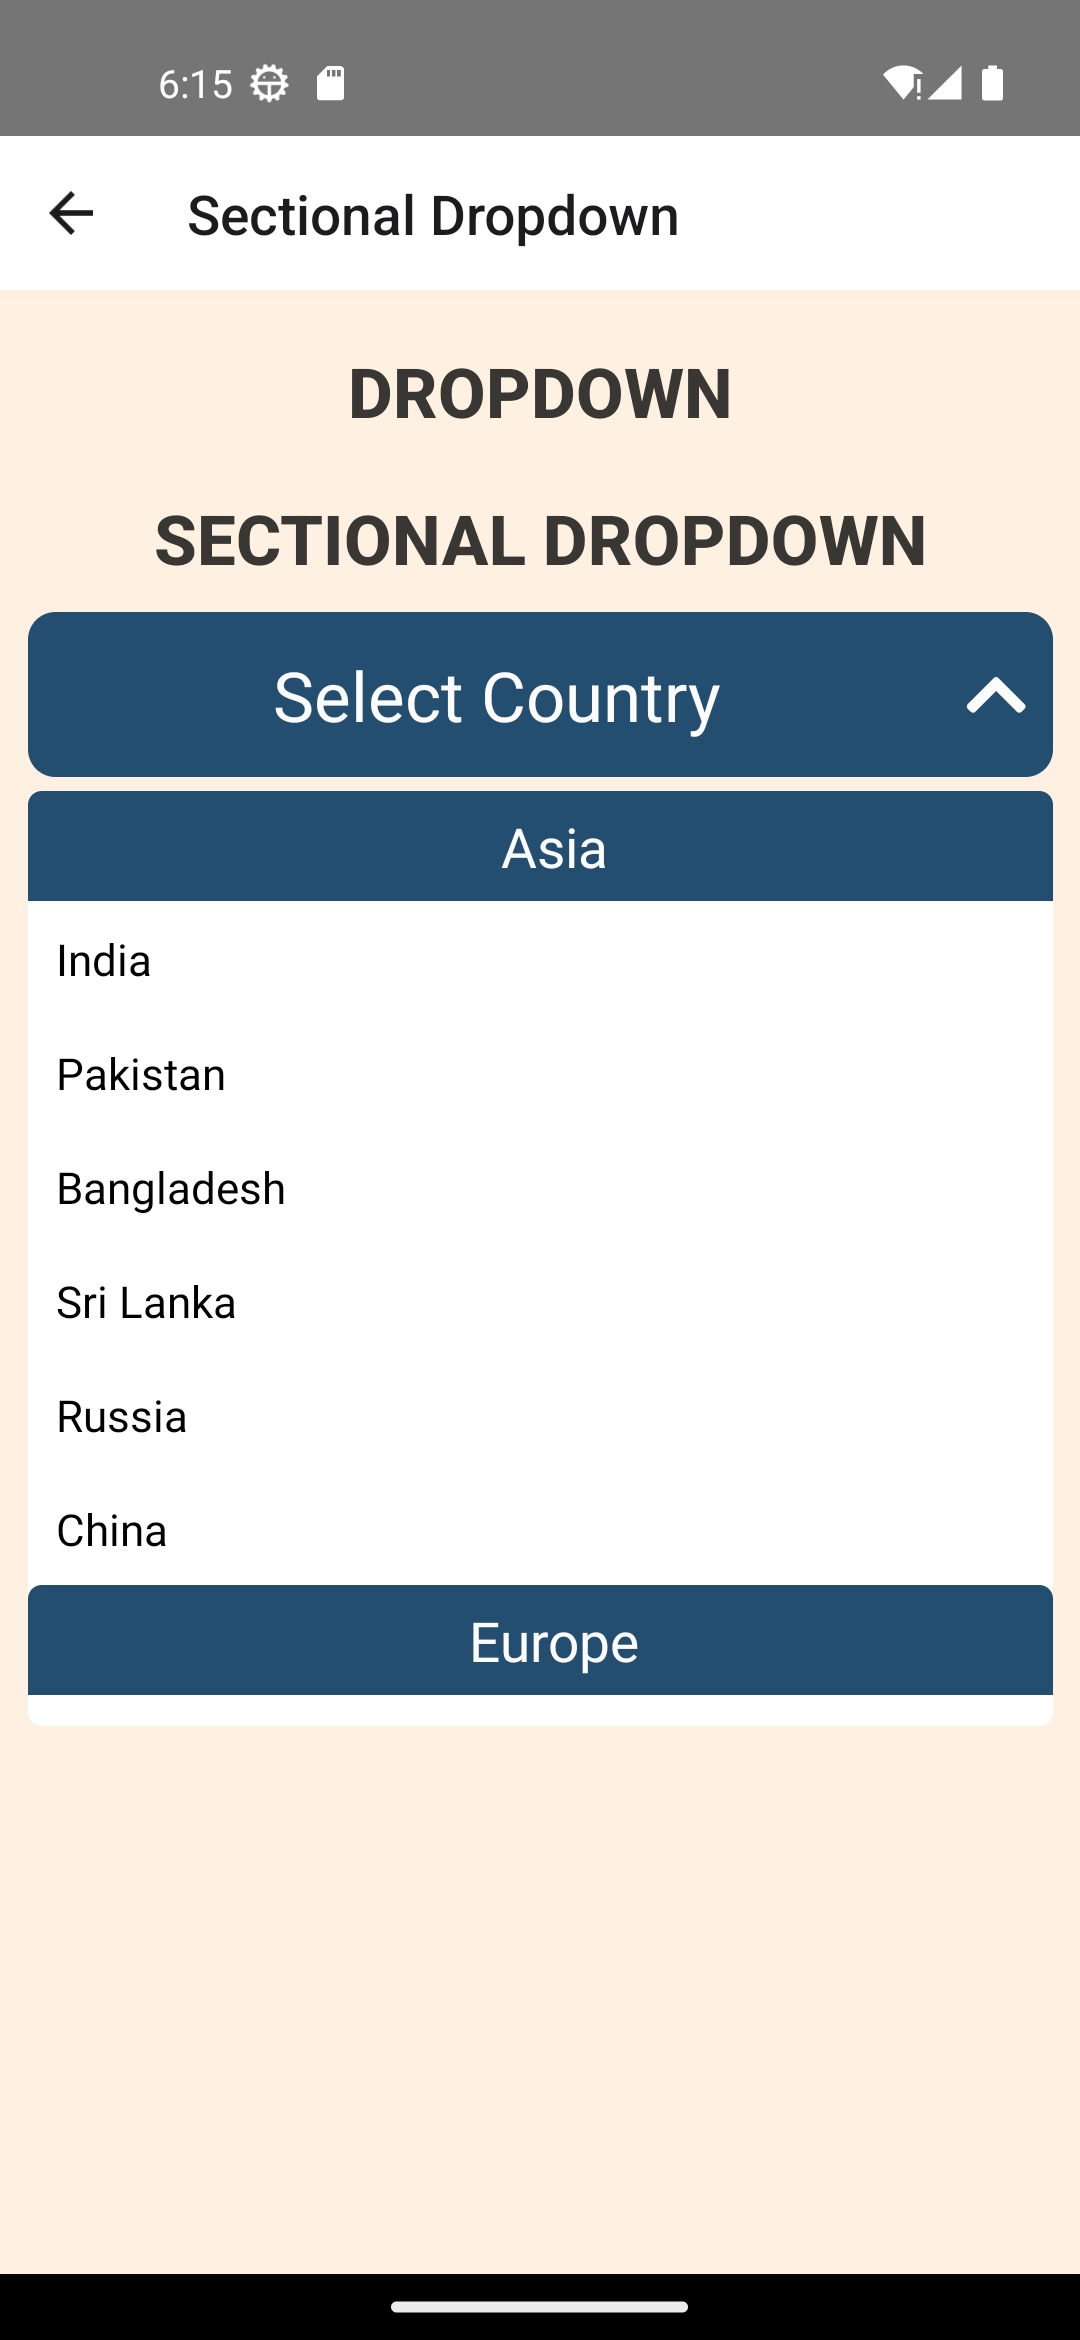 6:15
Sectional Dropdown
DROPDOWN
SECTIONAL DROPDOWN
Select Country
Asia
India
Pakistan
Bangladesh
Sri Lanka
Russia
China
Europe